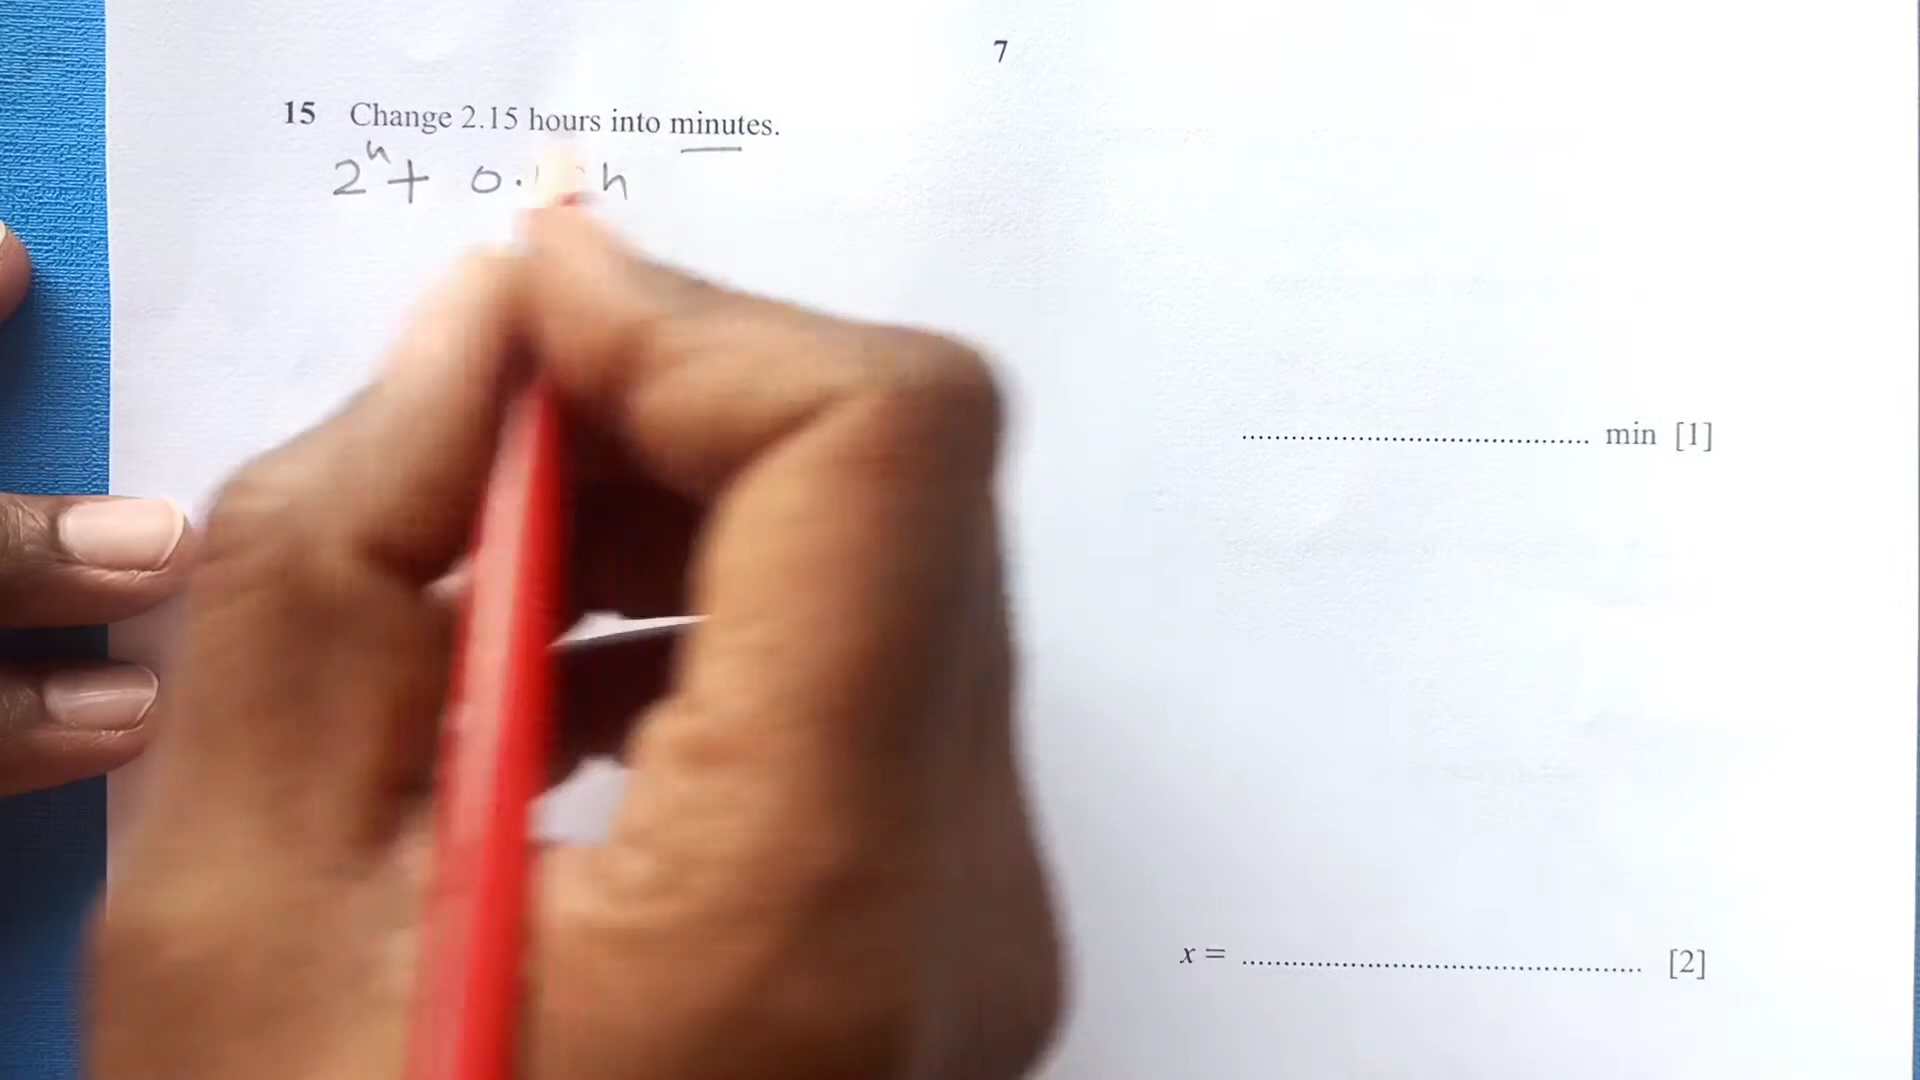 7
15 Change 2.15 hours into minutes.
2h + 0. h
.......................................... min [1]
x = ................................................ [2]